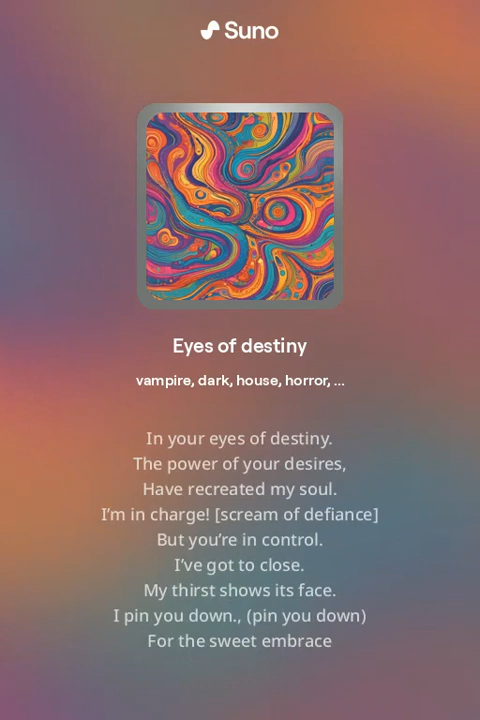 Suno
Eyes of destiny
vampire, dark, house, horror, ...
In your eyes of destiny.
The power of your desires,
Have recreated my soul.
I'm in charge! [scream of defiance]
But you're in control.
I've got to close.
My thirst shows its face.
I pin you down., (pin you down)
For the sweet embrace